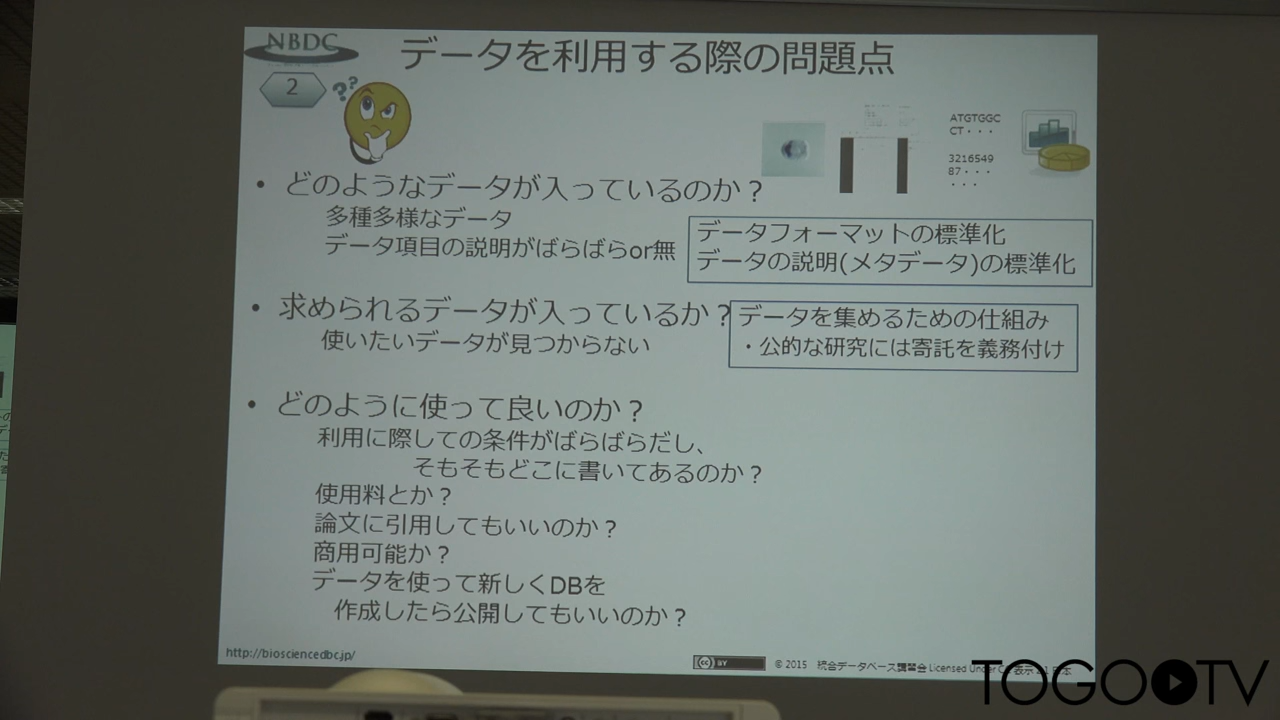 NBDC
データを利用する際の問題点
2
??
ATGTGGC
CT・・・
3216549
87・・・
・・・
・どのようなデータが入っているのか？
多種多様なデータ
データ項目の説明がばらばらor無
データフォーマットの標準化
データの説明(メタデータ)の標準化
・求められるデータが入っているか？
使いたいデータが見つからない
データを集めるための仕組み
・公的な研究には寄託を義務付け
・どのように使って良いのか？
利用に際しての条件がばらばらだし、
そもそもどこに書いてあるのか？
使用料とか？
論文に引用してもいいのか？
商用可能か？
データを使って新しくDBを
作成したら公開してもいいのか？
http://biosciencedbc.jp/
cc BY
© 2015 統合データベース講習会 Licensed Under
TOGOTV